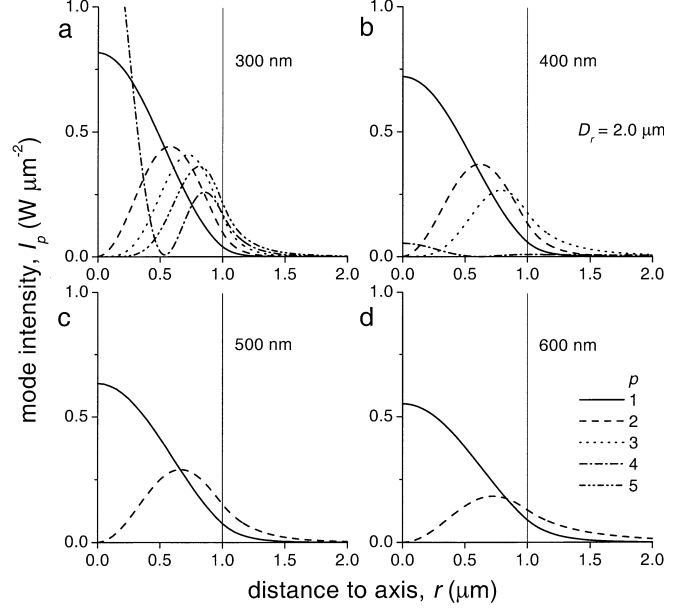 a
300 nm
1.0
0.5
0.0
0.0 0.5 1.0 1.5 2.0
b
400 nm
D_r = 2.0 μm
1.0
0.5
0.0
0.0 0.5 1.0 1.5 2.0
mode intensity, I_p (W μm⁻²)
c
500 nm
1.0
0.5
0.0
0.0 0.5 1.0 1.5 2.0
d
600 nm
p
1
2
3
4
5
1.0
0.5
0.0
0.0 0.5 1.0 1.5 2.0
distance to axis, r (μm)